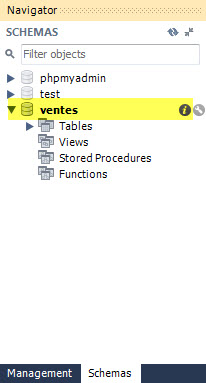 Navigator
SCHEMAS
Filter objects
phpmyadmin
test
ventes
Tables
Views
Stored Procedures
Functions
Management Schemas